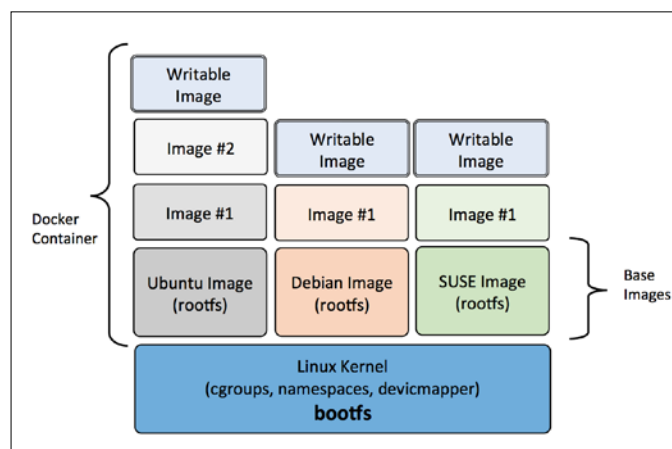 Writable
Image
Image #2
Writable
Image
Writable
Image
Docker
Container
Image #1
Image #1
Image #1
Ubuntu Image
(rootfs)
Debian Image
(rootfs)
SUSE Image
(rootfs)
Base
Images
Linux Kernel
(cgroups, namespaces, devicmapper)
bootfs